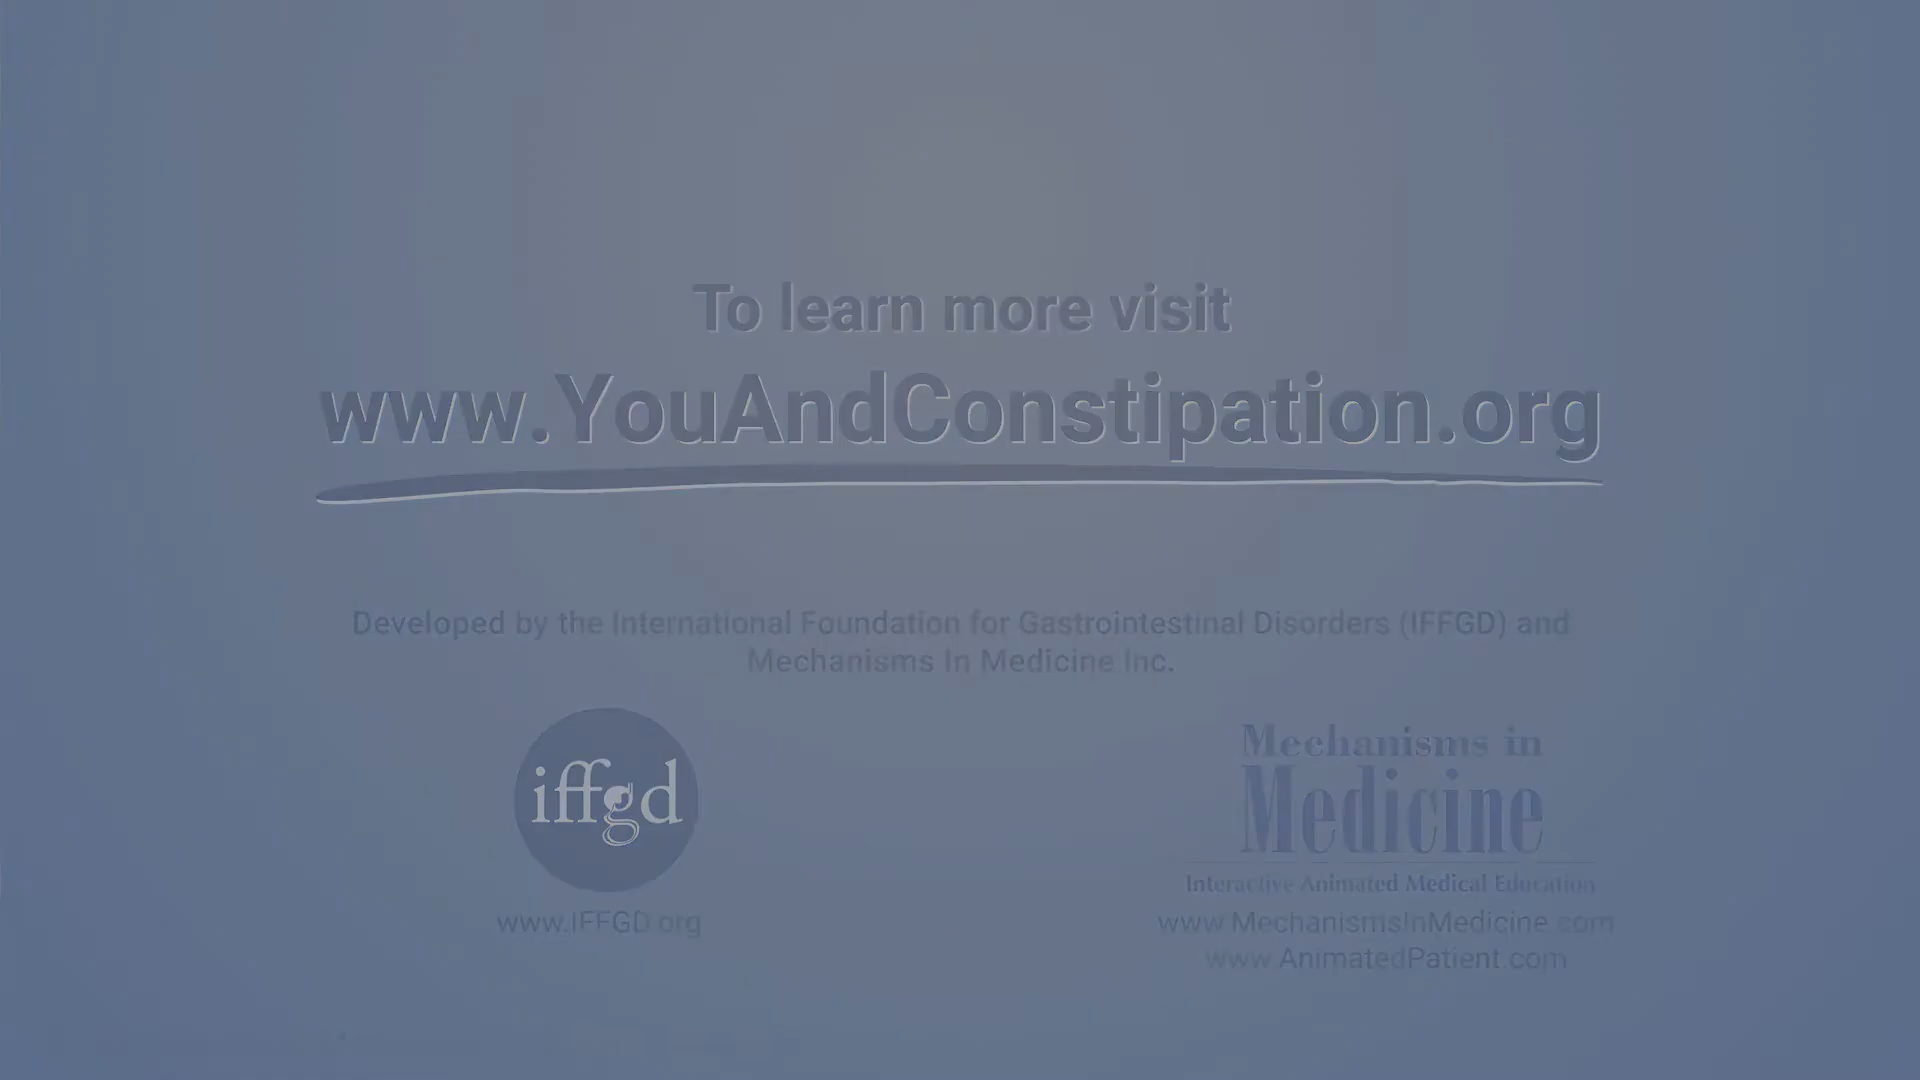 To learn more visit
www.YouAndConstipation.org
Developed by the International Foundation for Gastrointestinal Disorders (IFFGD) and
Mechanisms In Medicine Inc.
iffgd
www.IFFGD.org
Mechanisms in
Medicine
Interactive Animated Medical Education
www.MechanismsInMedicine.com
www.AnimatedPatient.com